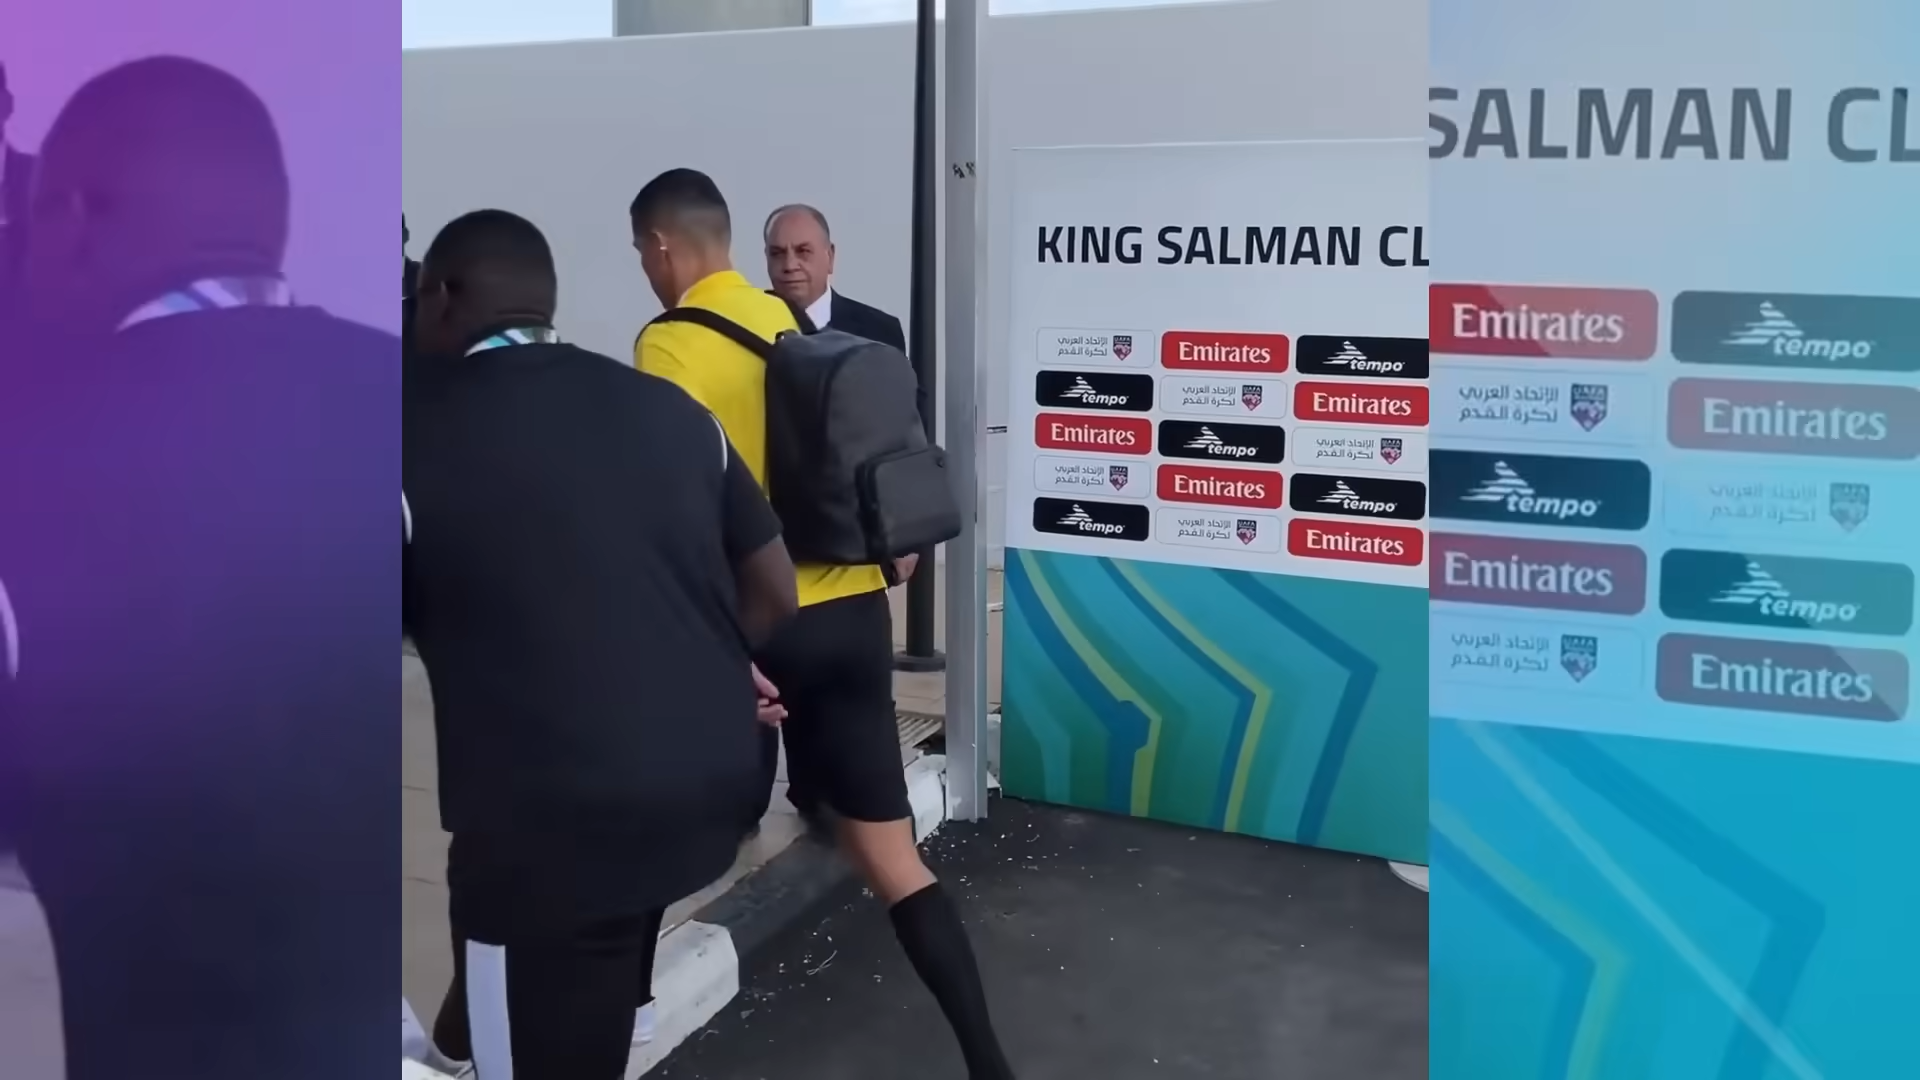 KING SALMAN CL
الإتحاد العربي
لكرة القدم
Emirates
tempo
tempo
الإتحاد العربي
لكرة القدم
Emirates
Emirates
tempo
الإتحاد العربي
لكرة القدم
الإتحاد العربي
لكرة القدم
Emirates
tempo
tempo
الإتحاد العربي
لكرة القدم
Emirates
SALMAN CL
Emirates
tempo
الإتحاد العربي
لكرة القدم
Emirates
tempo
الإتحاد العربي
لكرة القدم
Emirates
tempo
الإتحاد العربي
لكرة القدم
Emirates